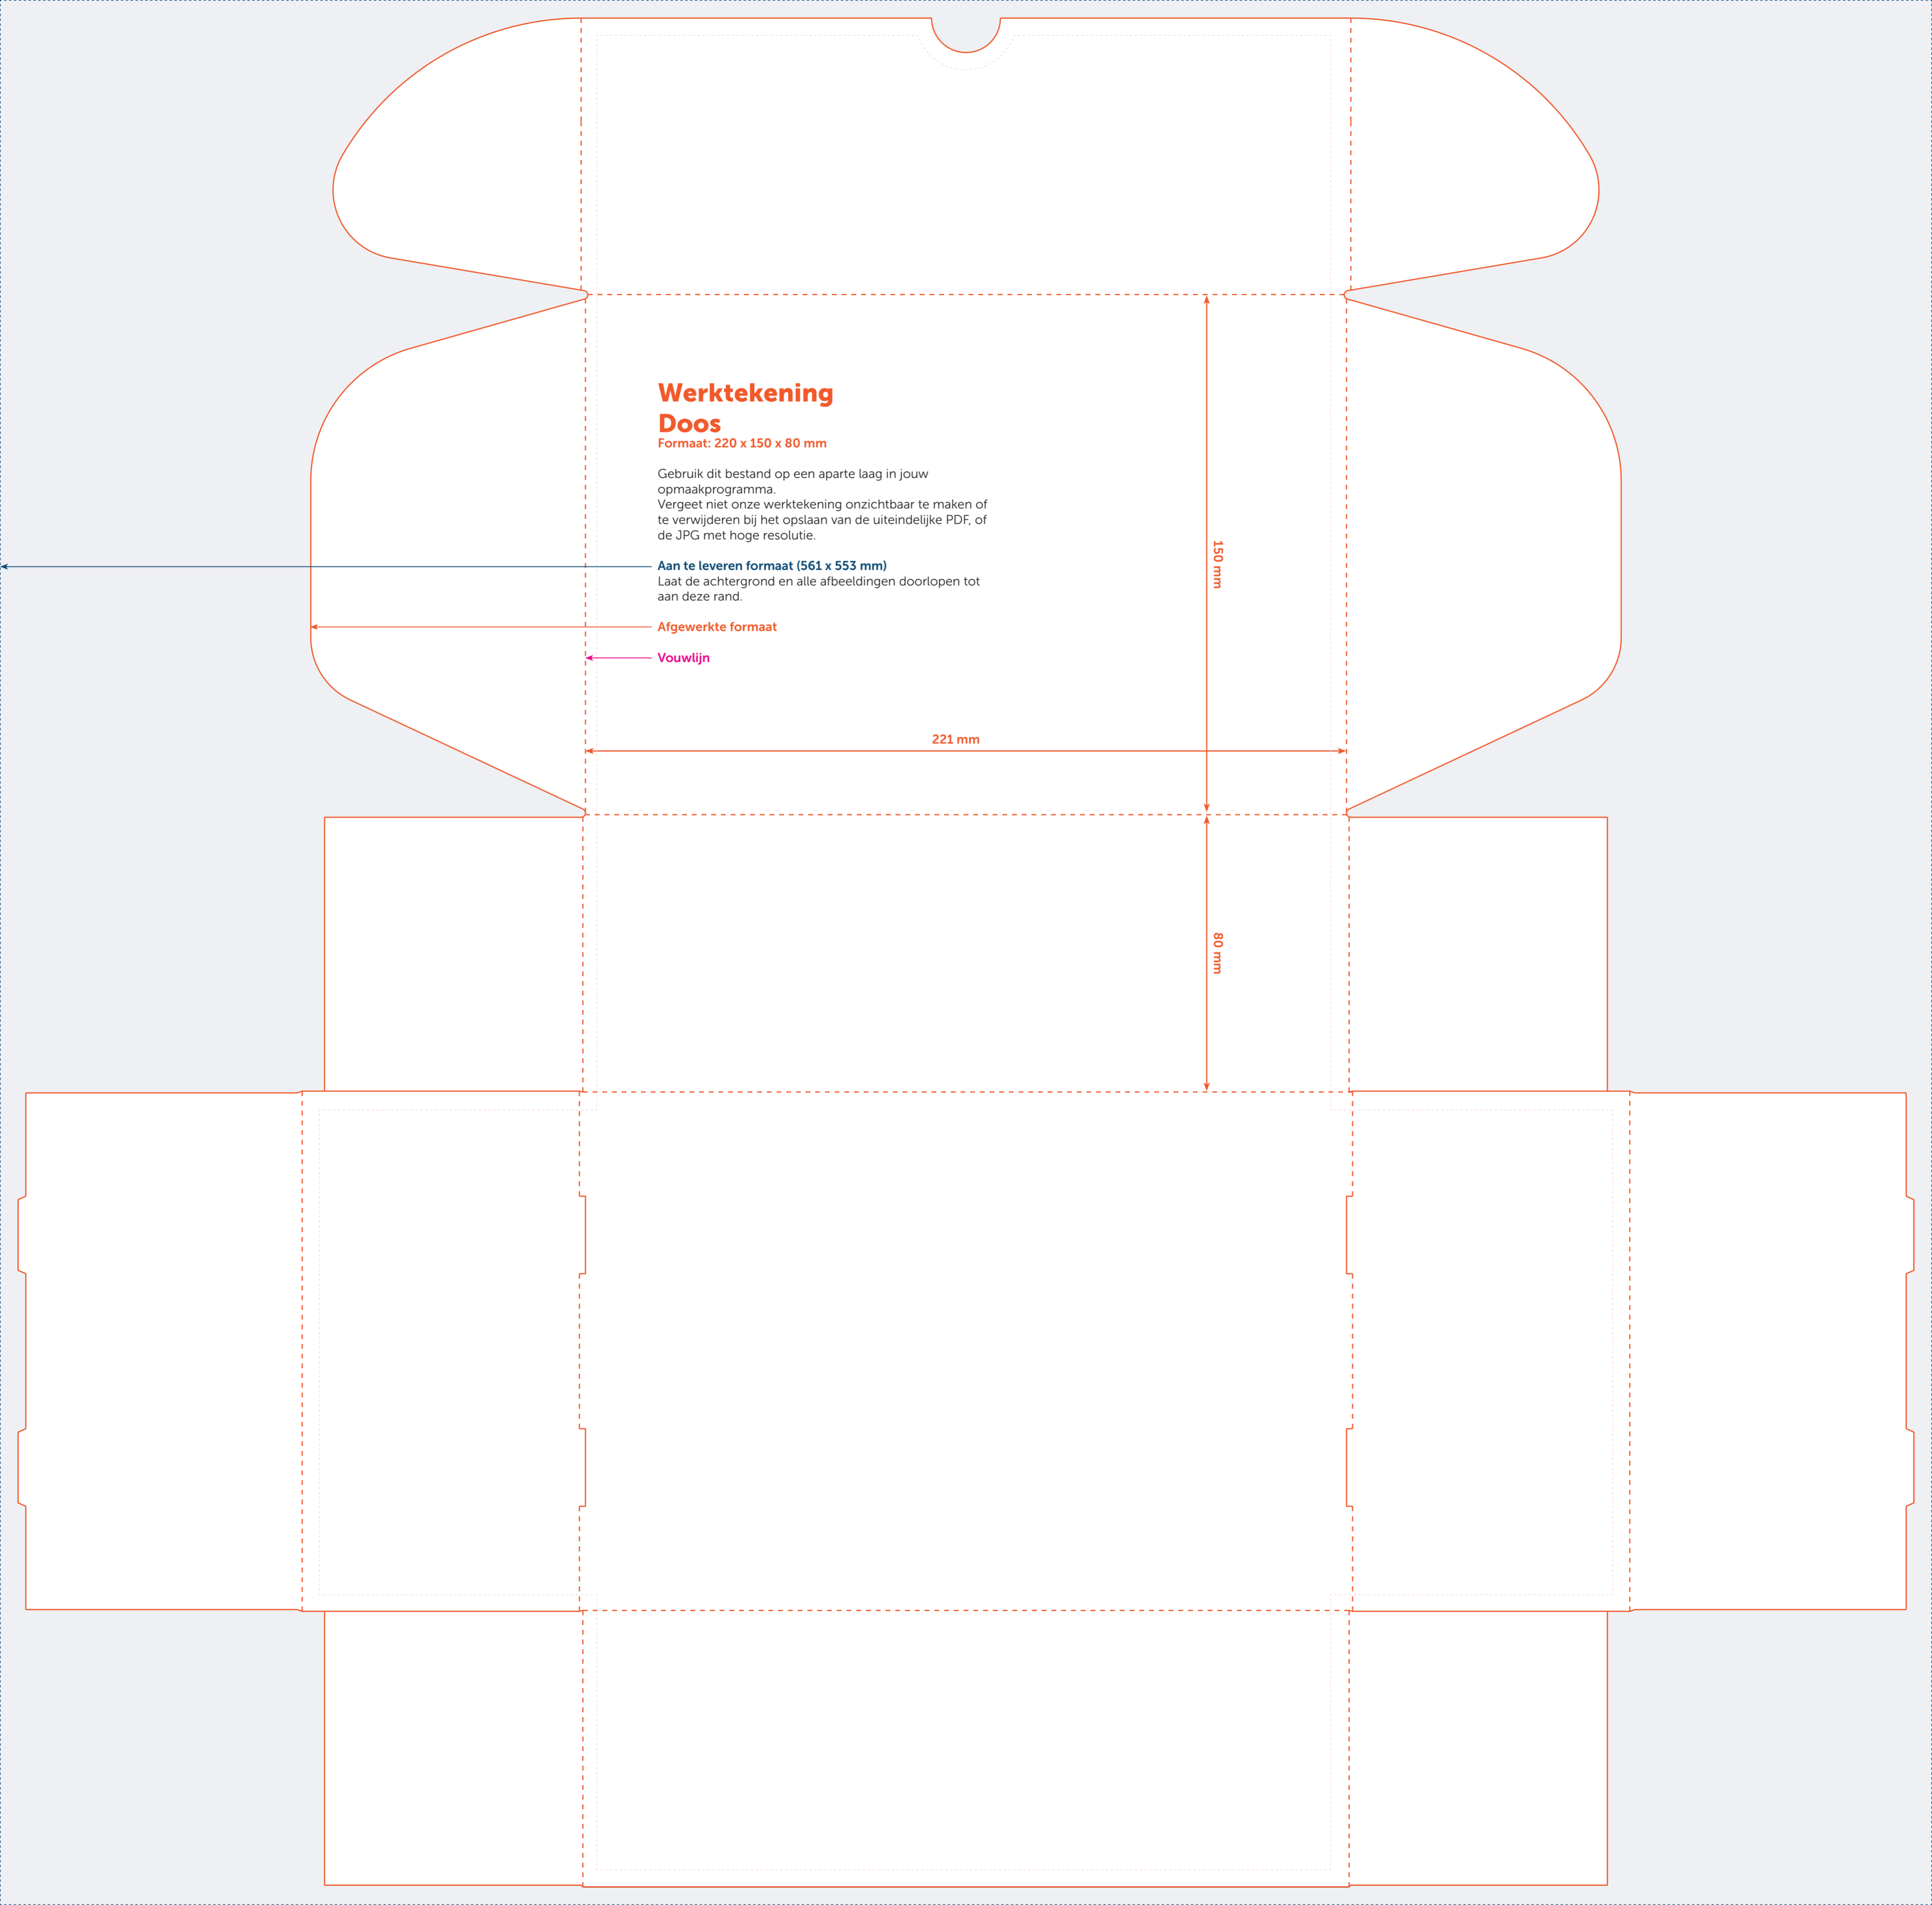 Werktekening
Doos
Formaat: 220 x 150 x 80 mm
Gebruik dit bestand op een aparte laag in jouw
opmaakprogramma.
Vergeet niet onze werktekening onzichtbaar te maken of
te verwijderen bij het opslaan van de uiteindelijke PDF, of
de JPG met hoge resolutie.
Aan te leveren formaat (561 x 553 mm)
Laat de achtergrond en alle afbeeldingen doorlopen tot
aan deze rand.
Afgewerkte formaat
Vouwlijn
150 mm
221 mm
80 mm